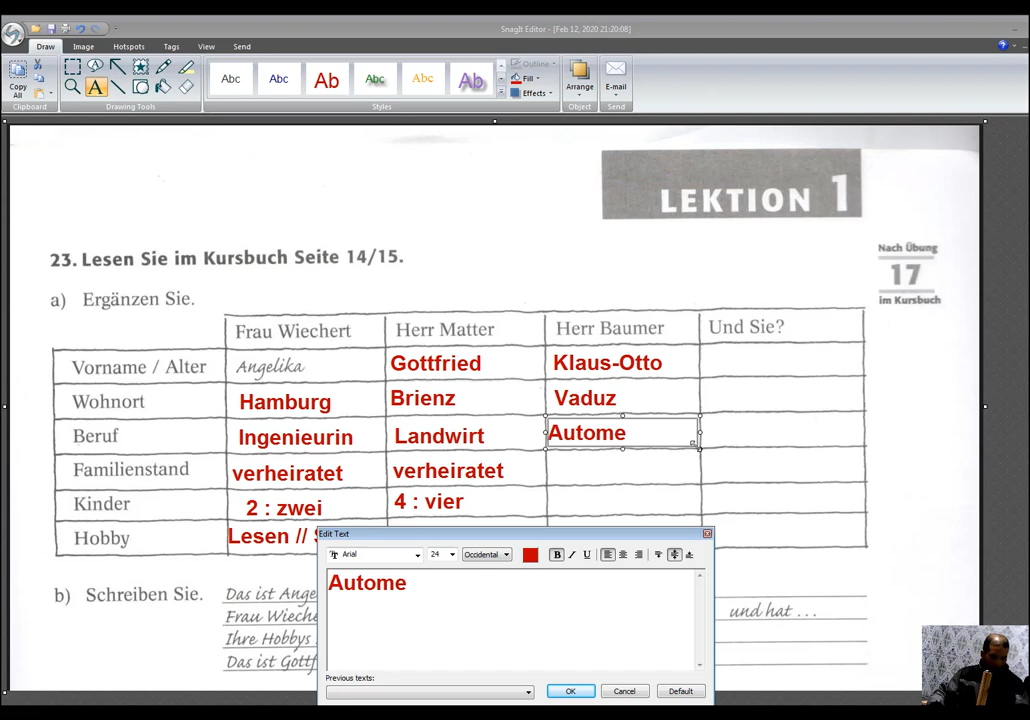 SnagIt Editor - [Feb 12, 2020 21:20:08]
Draw Image Hotspots Tags View Send
Copy All
Abc Abc Ab Abc Abc Ab
Outline
Fill
Effects
Arrange E-mail
Clipboard Drawing Tools Styles Object Send
LEKTION 1
Nach Übung
17
im Kursbuch
23. Lesen Sie im Kursbuch Seite 14/15.
a) Ergänzen Sie.
Frau Wiechert Herr Matter Herr Baumer Und Sie?
Vorname / Alter Angelika Gottfried Klaus-Otto
Wohnort Hamburg Brienz Vaduz
Beruf Ingenieurin Landwirt Autome
Familienstand verheiratet verheiratet
Kinder 2 : zwei 4 : vier
Hobby Lesen //
Edit Text
Arial 24 Occidental B I U
Autome
Previous texts:
OK Cancel Default
b) Schreiben Sie. Das ist Ange
Frau Wieche und hat ...
Ihre Hobbys
Das ist Gottf